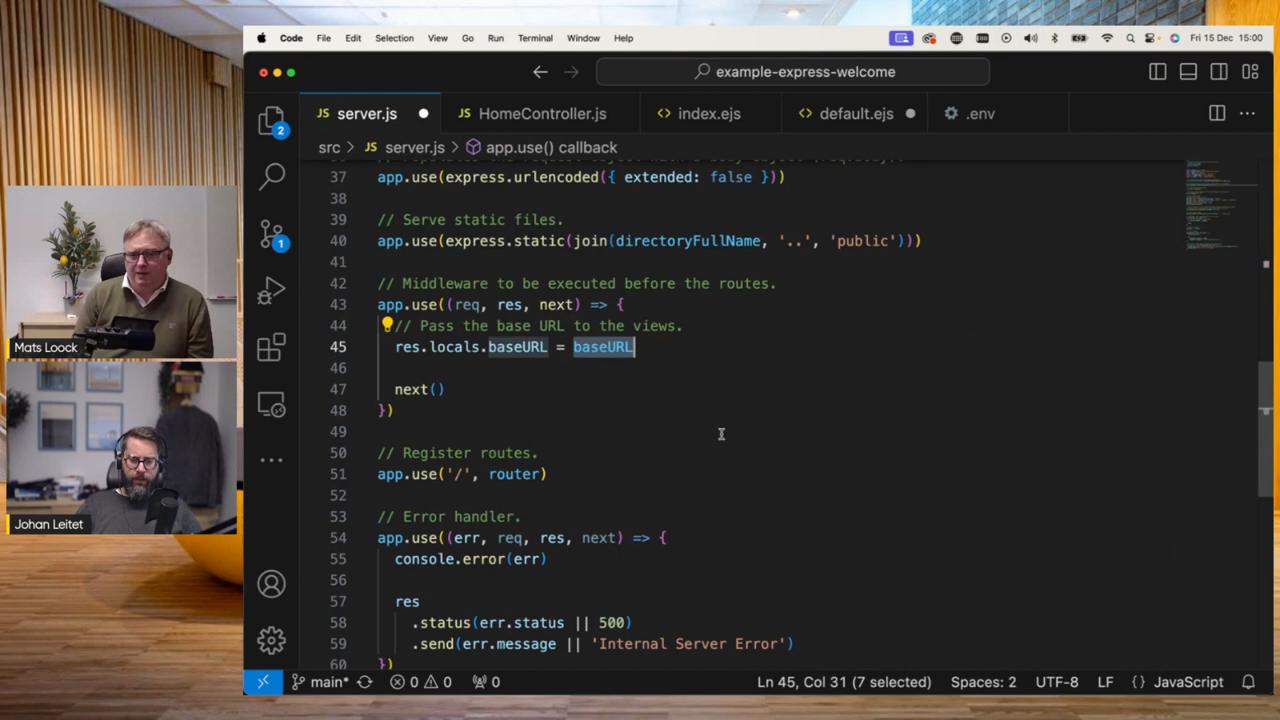 Code File Edit Selection View Go Run Terminal Window Help Fri 15 Dec 15:00
example-express-welcome
JS server.js JS HomeController.js <> index.ejs <> default.ejs .env
src > JS server.js > app.use() callback
37 app.use(express.urlencoded({ extended: false }))
38
39 // Serve static files.
40 app.use(express.static(join(directoryFullName, '..', 'public')))
41
42 // Middleware to be executed before the routes.
43 app.use((req, res, next) => {
44 // Pass the base URL to the views.
45 res.locals.baseURL = baseURL
46
47 next()
48 })
49
50 // Register routes.
51 app.use('/', router)
52
53 // Error handler.
54 app.use((err, req, res, next) => {
55 console.error(err)
56
57 res
58 .status(err.status || 500)
59 .send(err.message || 'Internal Server Error')
60 })
2
1
Mats Loock
Johan Leitet
main* 0 0 0 Ln 45, Col 31 (7 selected) Spaces: 2 UTF-8 LF {} JavaScript